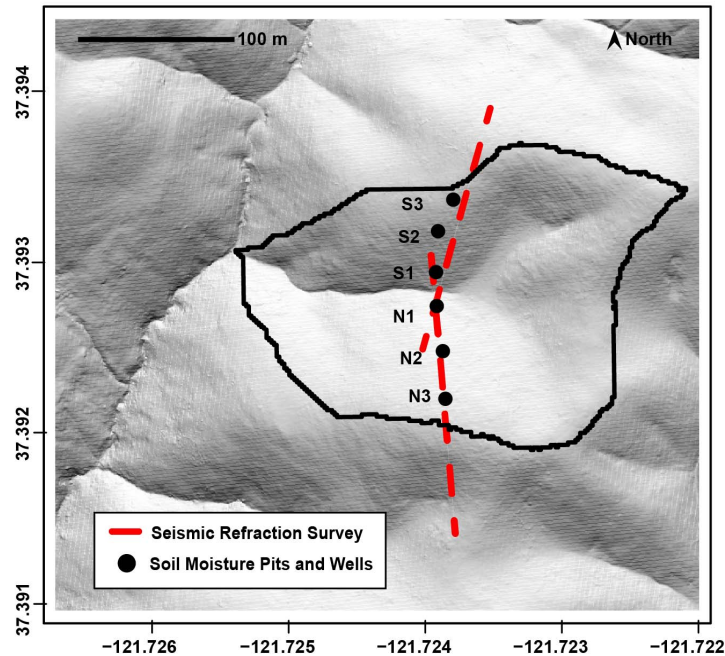 100 m
North
37.394
37.393
37.392
37.391
S3
S2
S1
N1
N2
N3
Seismic Refraction Survey
Soil Moisture Pits and Wells
−121.726
−121.725
−121.724
−121.723
−121.722